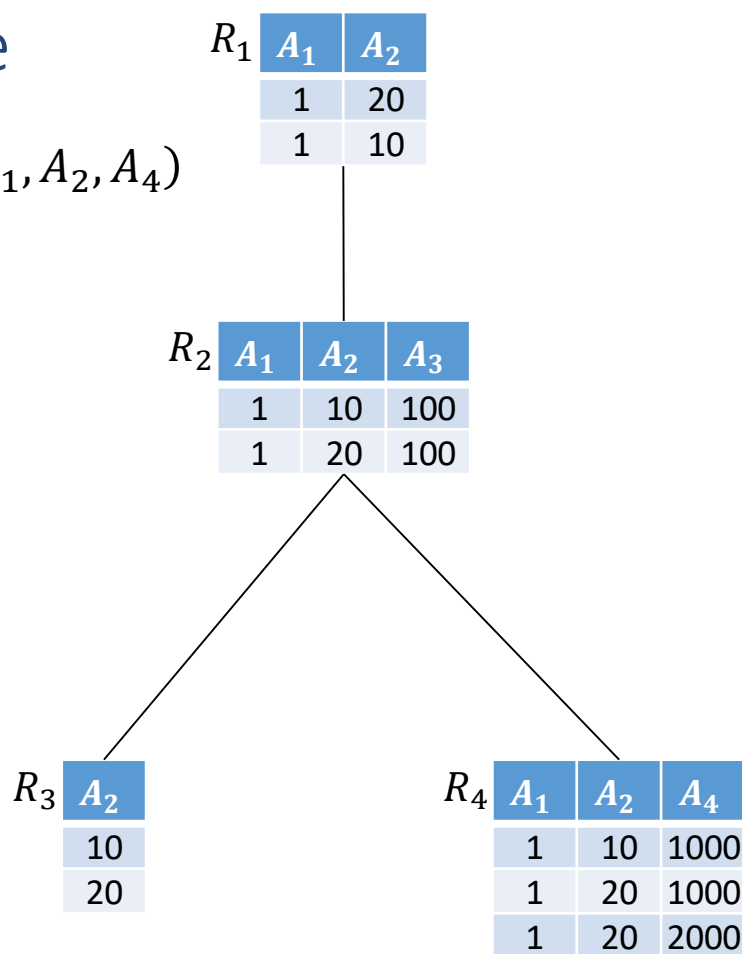 e
R₁ A₁ A₂
1 20
1 10
₁, A₂, A₄)
R₂ A₁ A₂ A₃
1 10 100
1 20 100
R₃ A₂
10
20
R₄ A₁ A₂ A₄
1 10 1000
1 20 1000
1 20 2000